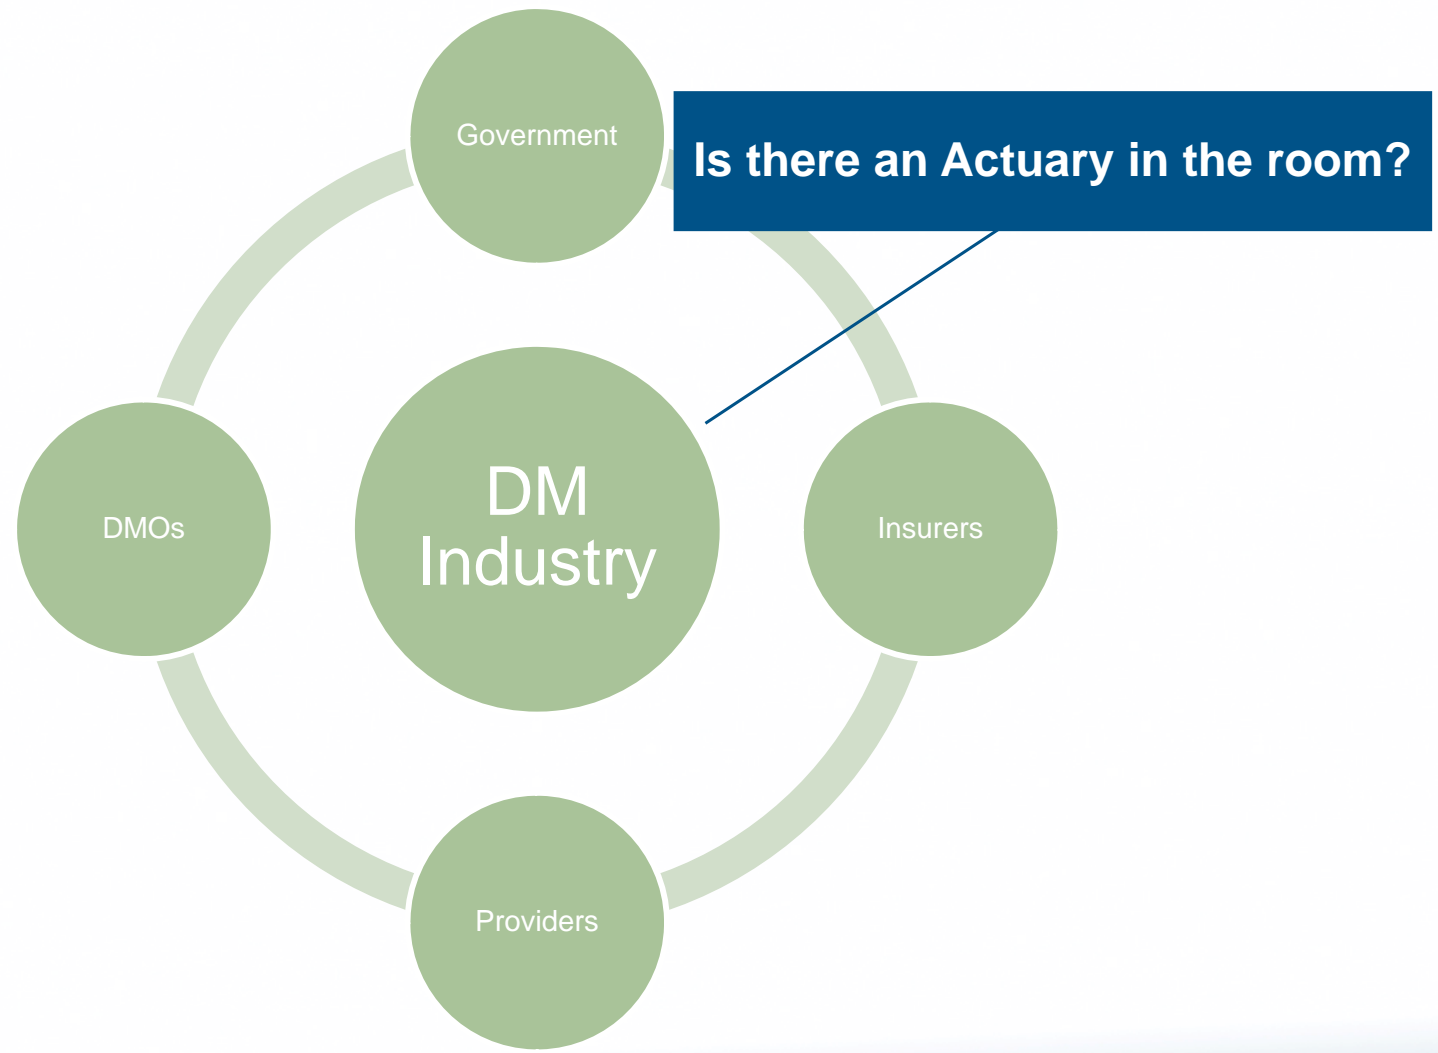 Government
Is there an Actuary in the room?
DM
Industry
DMOs
Insurers
Providers